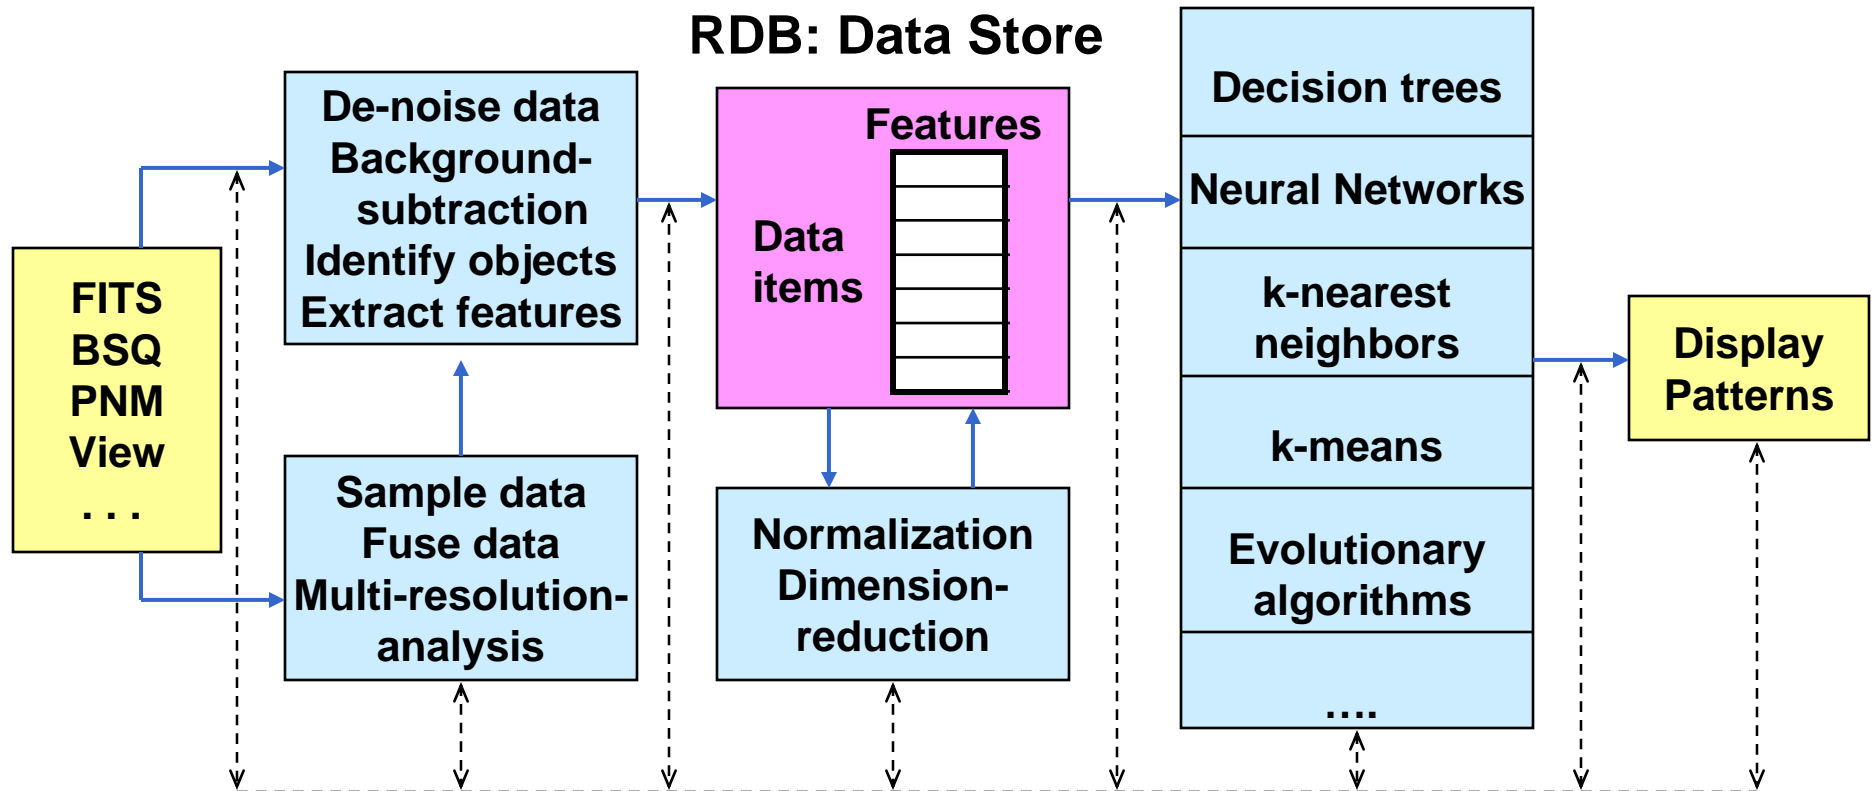 RDB: Data Store
FITS
BSQ
PNM
View
. . .
De-noise data
Background-
subtraction
Identify objects
Extract features
Sample data
Fuse data
Multi-resolution-
analysis
Features
Data
items
Normalization
Dimension-
reduction
Decision trees
Neural Networks
k-nearest
neighbors
k-means
Evolutionary
algorithms
....
Display
Patterns